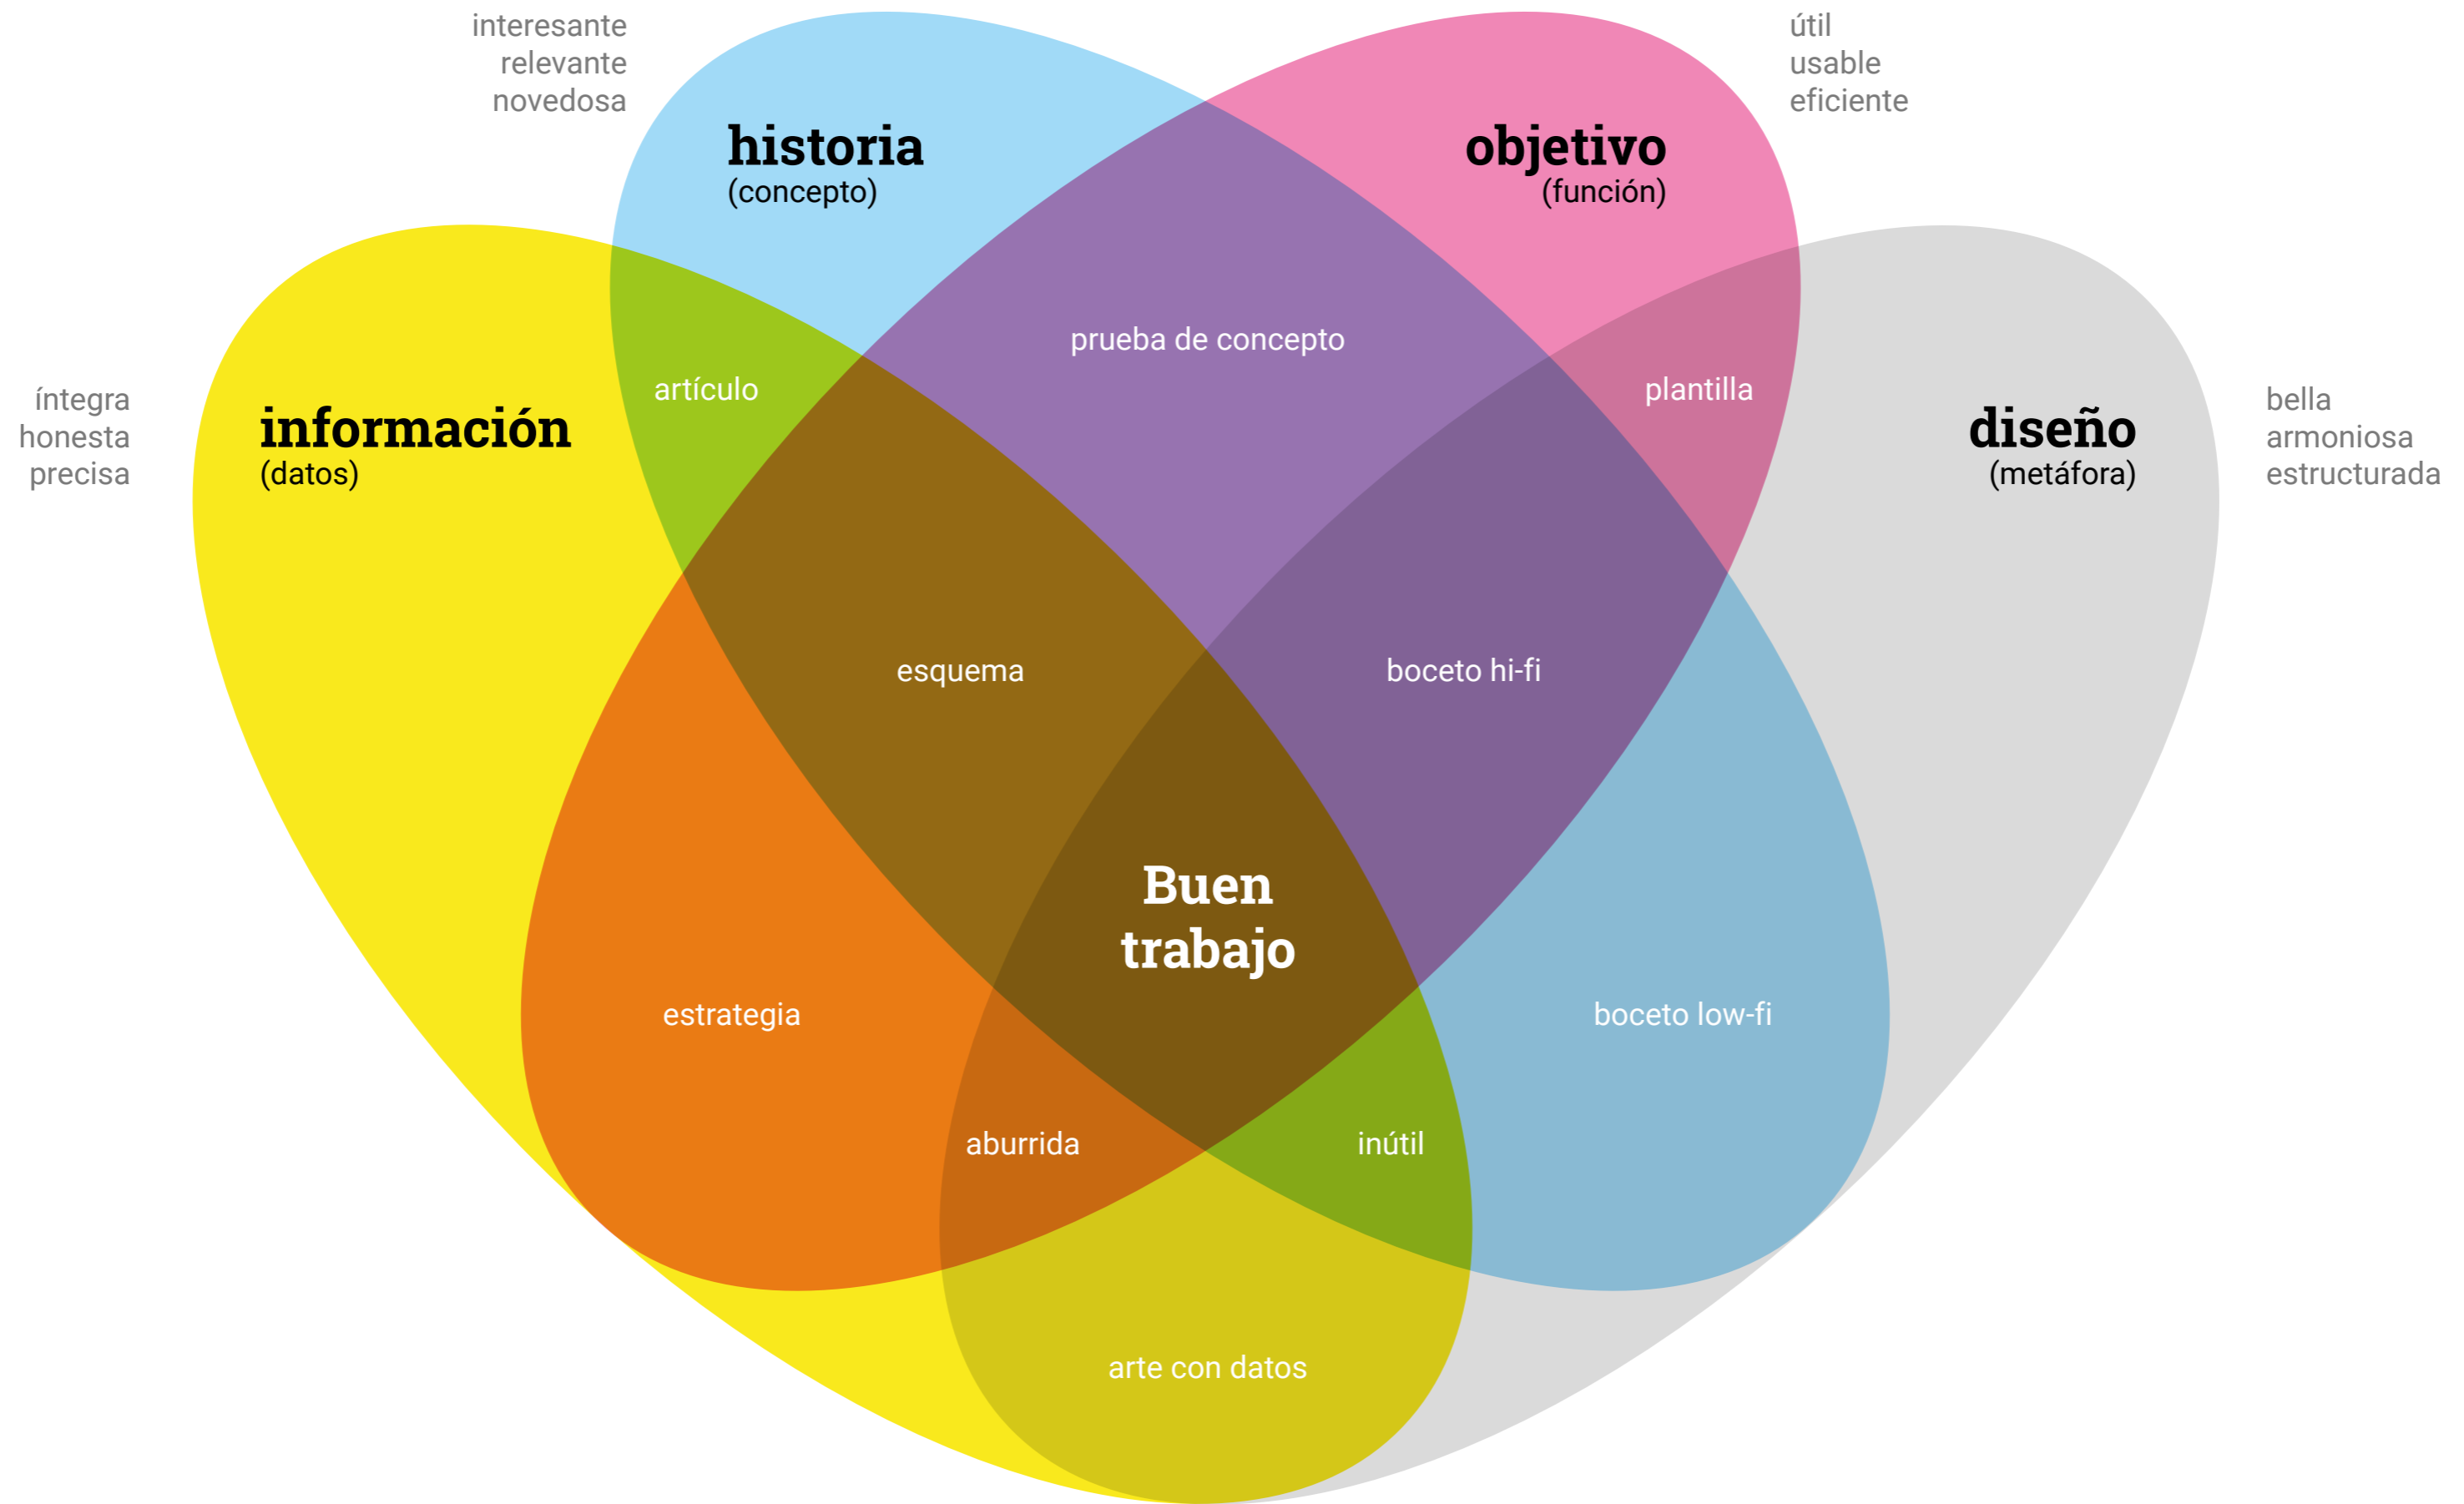 interesante
relevante
novedosa
útil
usable
eficiente
historia
(concepto)
objetivo
(función)
íntegra
honesta
precisa
información
(datos)
artículo
prueba de concepto
plantilla
diseño
(metáfora)
bella
armoniosa
estructurada
esquema
boceto hi-fi
Buen
trabajo
estrategia
boceto low-fi
aburrida
inútil
arte con datos